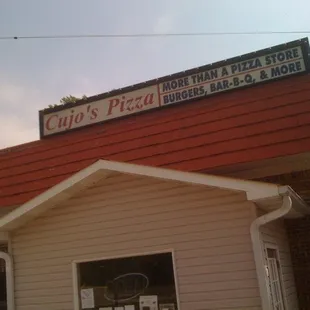 Cujo's Pizza
MORE THAN A PIZZA STORE
BURGERS, BAR-B-Q, & MORE